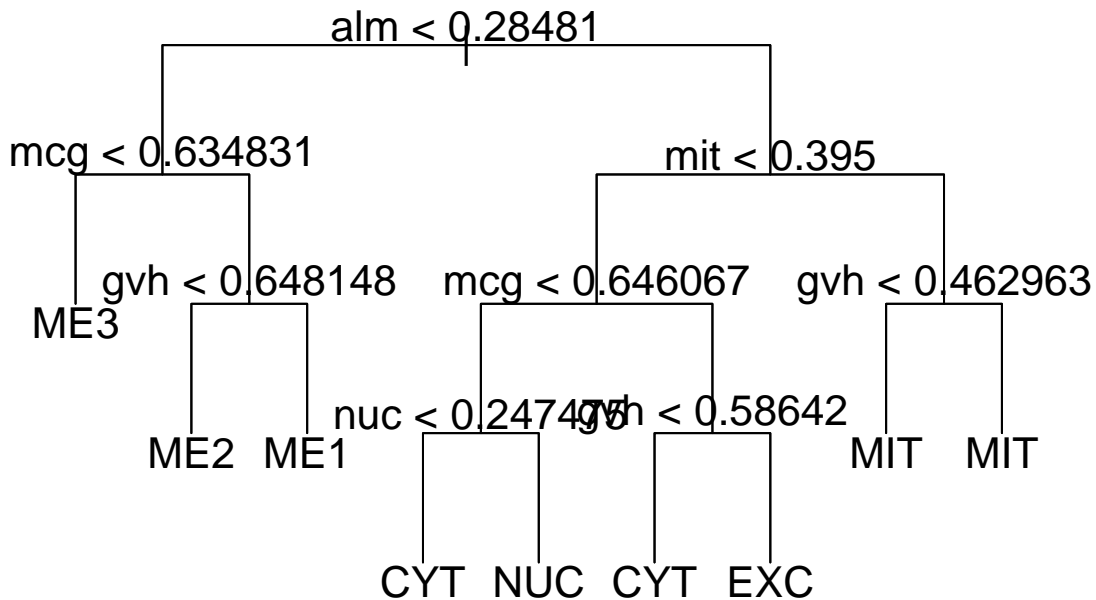 alm < 0.28481
mcg < 0.634831
mit < 0.395
gvh < 0.648148
mcg < 0.646067
gvh < 0.462963
ME3
nuc < 0.247475
gvh < 0.58642
ME2
ME1
MIT
MIT
CYT
NUC
CYT
EXC